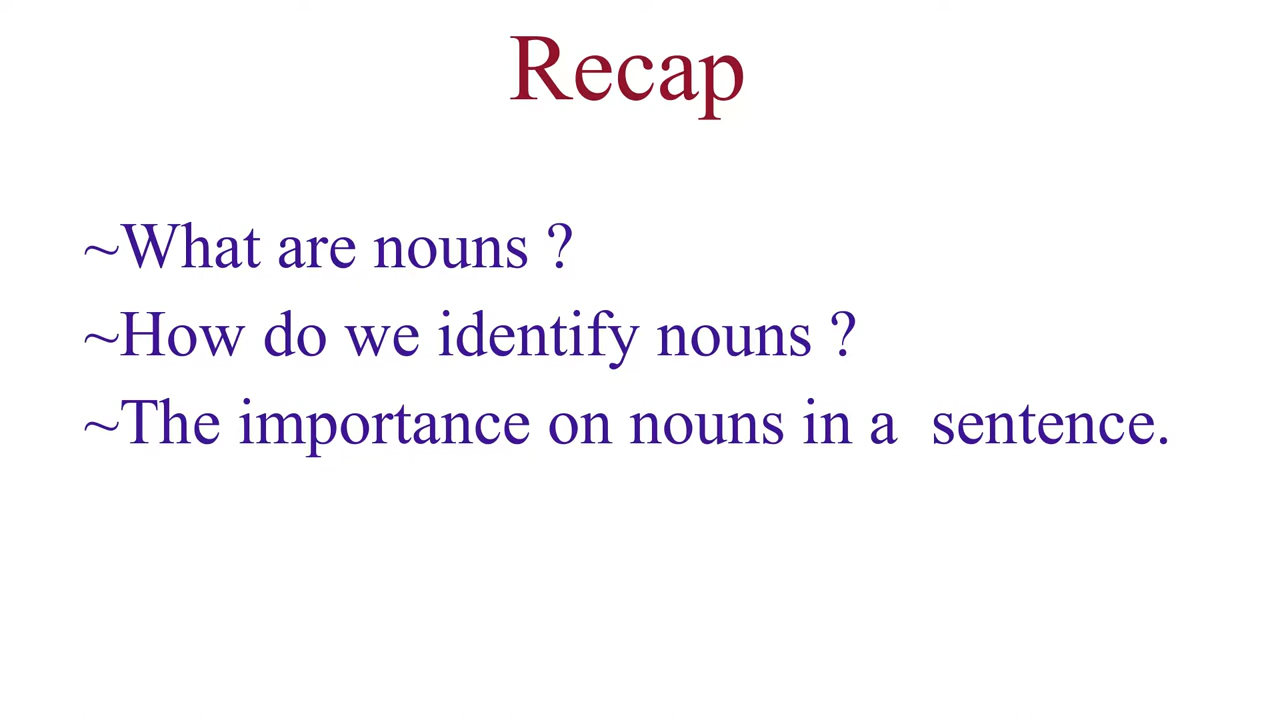 Recap
~What are nouns ?
~How do we identify nouns ?
~The importance on nouns in a  sentence.